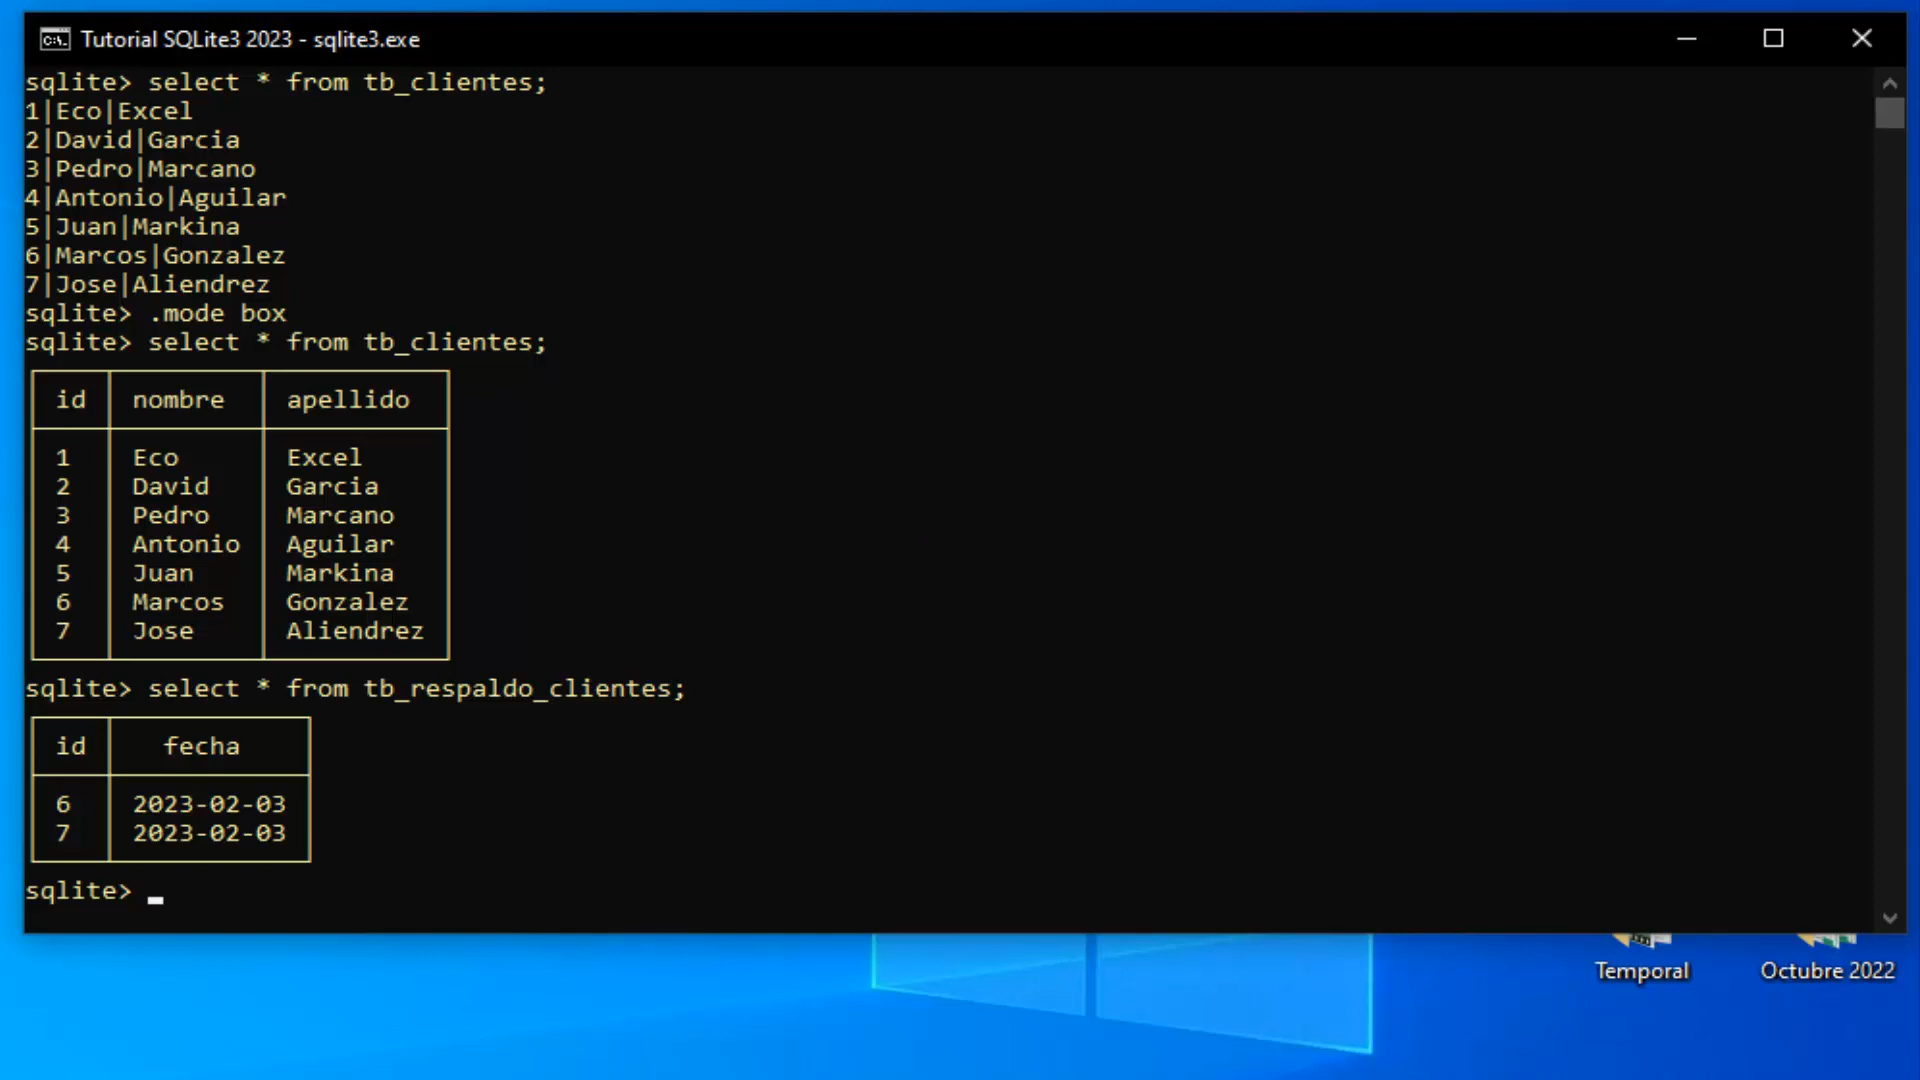 Tutorial SQLite3 2023 - sqlite3.exe
sqlite> select * from tb_clientes;
1|Eco|Excel
2|David|Garcia
3|Pedro|Marcano
4|Antonio|Aguilar
5|Juan|Markina
6|Marcos|Gonzalez
7|Jose|Aliendrez
sqlite> .mode box
sqlite> select * from tb_clientes;
id nombre apellido
1 Eco Excel
2 David Garcia
3 Pedro Marcano
4 Antonio Aguilar
5 Juan Markina
6 Marcos Gonzalez
7 Jose Aliendrez
sqlite> select * from tb_respaldo_clientes;
id fecha
6 2023-02-03
7 2023-02-03
sqlite> _
Temporal
Octubre 2022